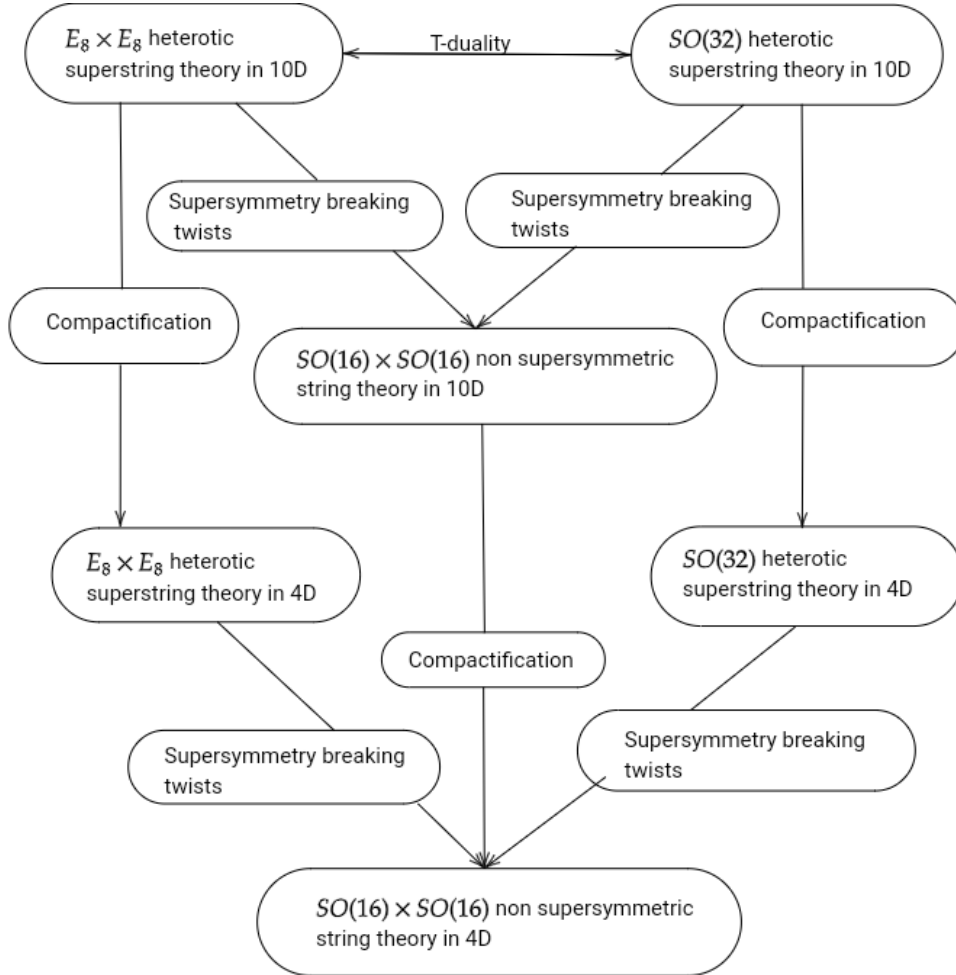 E₈ × E₈ heterotic
superstring theory in 10D
T-duality
SO(32) heterotic
superstring theory in 10D
Supersymmetry breaking
twists
Supersymmetry breaking
twists
Compactification
Compactification
SO(16) × SO(16) non supersymmetric
string theory in 10D
E₈ × E₈ heterotic
superstring theory in 4D
SO(32) heterotic
superstring theory in 4D
Compactification
Supersymmetry breaking
twists
Supersymmetry breaking
twists
SO(16) × SO(16) non supersymmetric
string theory in 4D